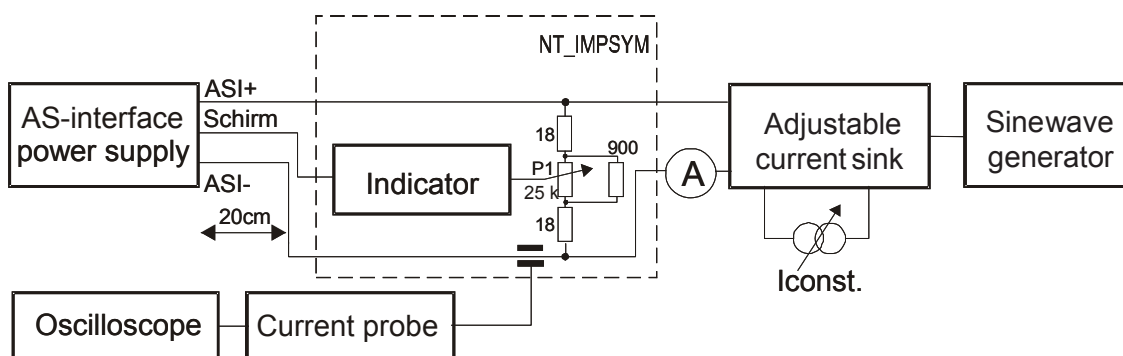 NT_IMPSYM
ASI+
AS-interface
power supply
Schirm
ASI-
20cm
Indicator
18
900
P1
25 k
18
A
Adjustable
current sink
Sinewave
generator
Iconst.
Oscilloscope
Current probe